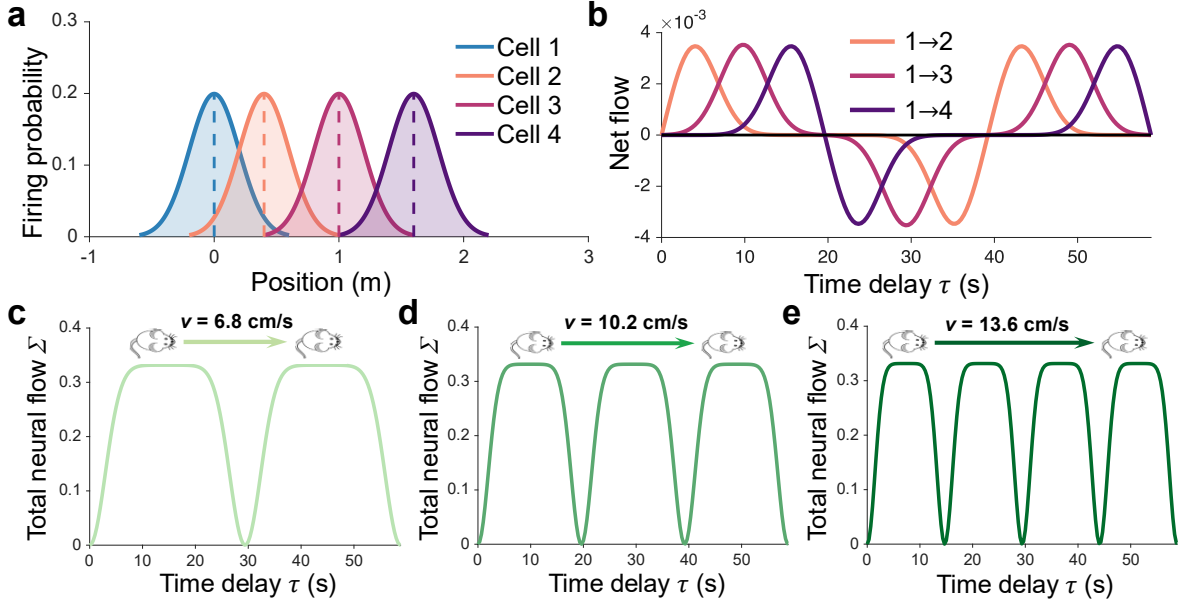 a
0.3
0.2
0.1
0
Firing probability
-1
0
1
2
3
Position (m)
Cell 1
Cell 2
Cell 3
Cell 4
b
×10⁻³
4
2
0
-2
-4
Net flow
0
10
20
30
40
50
Time delay τ (s)
1→2
1→3
1→4
c
v = 6.8 cm/s
0.4
0.3
0.2
0.1
0
Total neural flow Σ
0
10
20
30
40
50
Time delay τ (s)
d
v = 10.2 cm/s
0.4
0.3
0.2
0.1
0
Total neural flow Σ
0
10
20
30
40
50
Time delay τ (s)
e
v = 13.6 cm/s
0.4
0.3
0.2
0.1
0
Total neural flow Σ
0
10
20
30
40
50
Time delay τ (s)